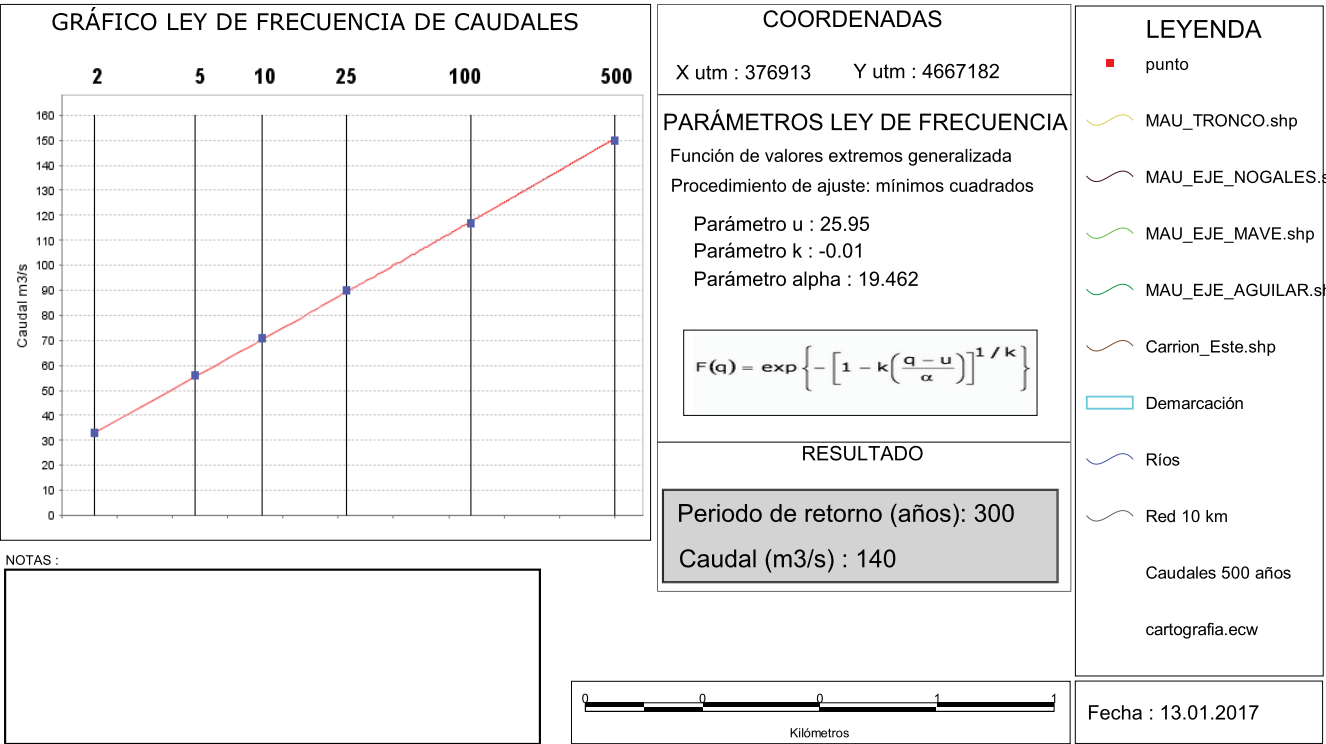 GRÁFICO LEY DE FRECUENCIA DE CAUDALES
2 5 10 25 100 500
160
150
140
130
120
110
100
90
80
70
60
50
40
30
20
10
0
Caudal m3/s
NOTAS :
COORDENADAS
X utm : 376913 Y utm : 4667182
PARÁMETROS LEY DE FRECUENCIA
Función de valores extremos generalizada
Procedimiento de ajuste: mínimos cuadrados
Parámetro u : 25.95
Parámetro k : -0.01
Parámetro alpha : 19.462
F(q) = exp{-[1 - k((q - u)/α)]^1/k}
RESULTADO
Periodo de retorno (años): 300
Caudal (m3/s) : 140
0 0 0 1 1
Kilómetros
LEYENDA
punto
MAU_TRONCO.shp
MAU_EJE_NOGALES.s
MAU_EJE_MAVE.shp
MAU_EJE_AGUILAR.sh
Carrion_Este.shp
Demarcación
Ríos
Red 10 km
Caudales 500 años
cartografia.ecw
Fecha : 13.01.2017